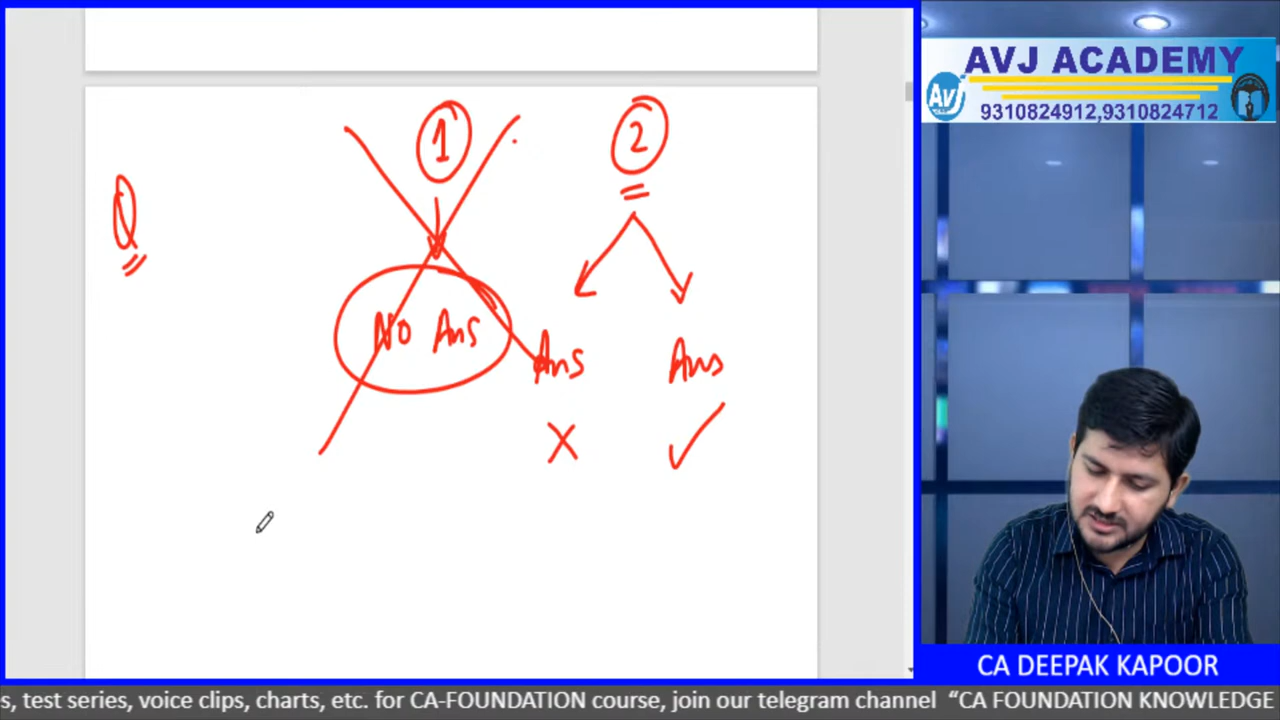 1
2
Q
No Ans
Ans
Ans
AVJ ACADEMY
AVJ
9310824912,9310824712
CA DEEPAK KAPOOR
s, test series, voice clips, charts, etc. for CA-FOUNDATION course, join our telegram channel “CA FOUNDATION KNOWLEDGE